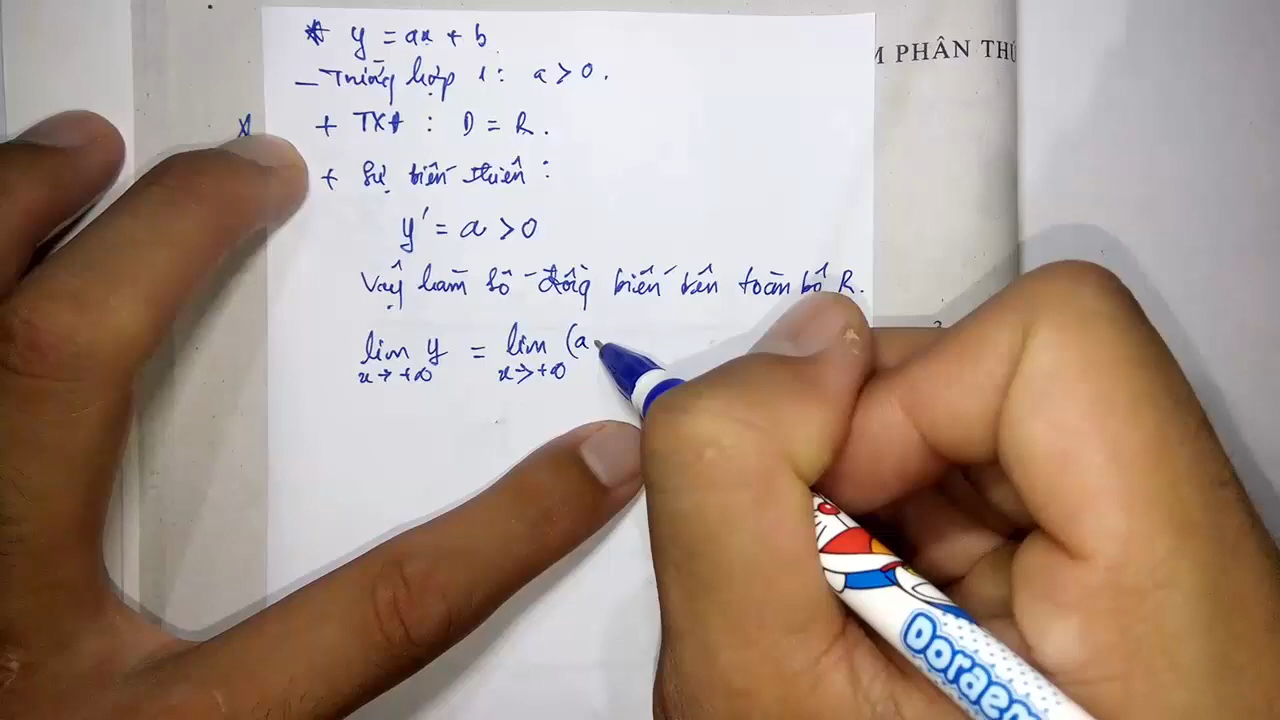 * y = ax + b
M PHÂN THỨ
- Trường hợp 1 : a > 0 .
+ TXĐ : D = R .
+ Sự biến thiên :
y' = a > 0
Vậy hàm số đồng biến trên toàn bộ R .
lim y = lim (a
x → +∞ x → +∞
Doraem